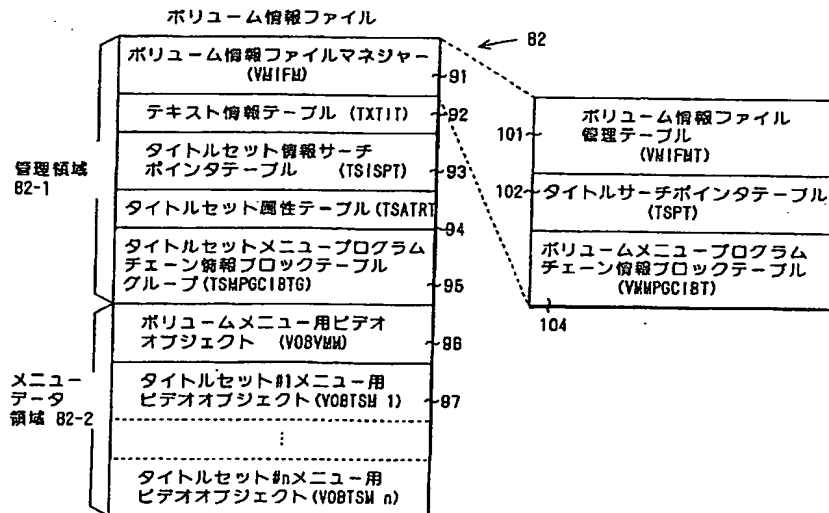 ボリューム情報ファイル
82
ボリューム情報ファイルマネジャー
(VMIFM)
91
テキスト情報テーブル (TXTIT)
92
タイトルセット情報サーチ
ポインタテーブル (TSISPT)
93
タイトルセット属性テーブル(TSATRT)
94
タイトルセットメニュープログラム
チェーン情報ブロックテーブル
グループ(TSMPGCIBTG)
95
管理領域
82-1
ボリュームメニュー用ビデオ
オブジェクト (VOBVMM)
96
タイトルセット#1メニュー用
ビデオオブジェクト(VOBTSM 1)
97
⋮
タイトルセット#nメニュー用
ビデオオブジェクト(VOBTSM n)
メニュー
データ
領域 82-2
101
ボリューム情報ファイル
管理テーブル
(VMIFMT)
102
タイトルサーチポインタテーブル
(TSPT)
ボリュームメニュープログラム
チェーン情報ブロックテーブル
(VMMPGCIBT)
104